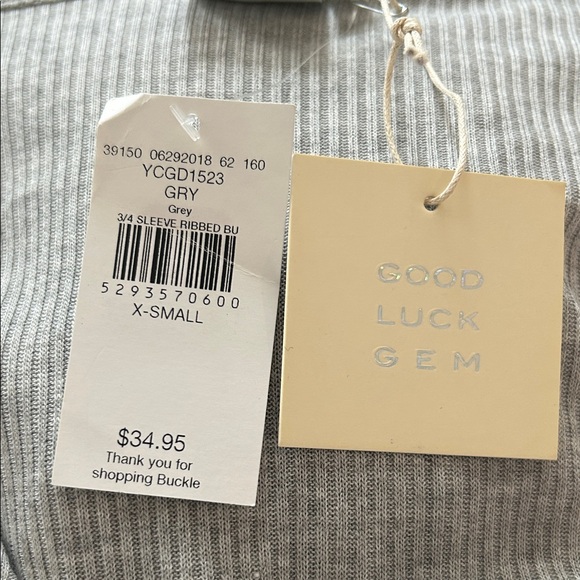 39150 06292018 62 160
YCGD1523
GRY
Grey
3/4 SLEEVE RIBBED BU
5293570600
X-SMALL
$34.95
Thank you for
shopping Buckle
GOOD
LUCK
GEM